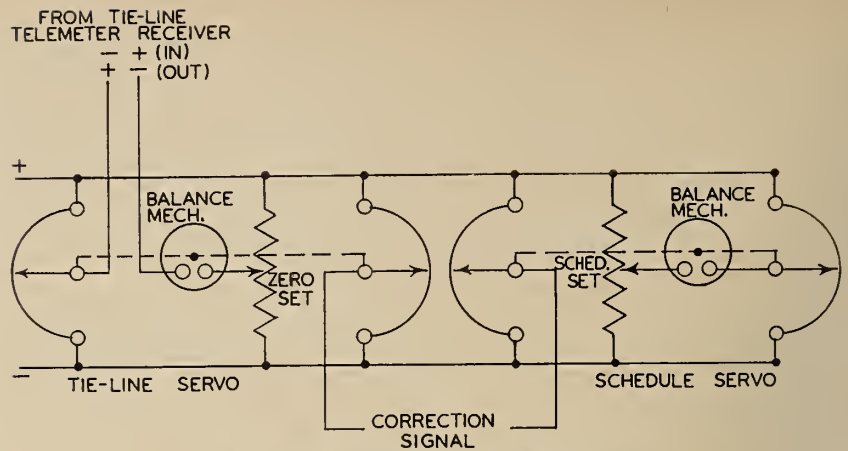 FROM TIE-LINE
TELEMETER RECEIVER
− + (IN)
+ − (OUT)
+
BALANCE
MECH.
BALANCE
MECH.
ZERO
SET
SCHED.
SET
−
TIE-LINE SERVO
SCHEDULE SERVO
CORRECTION
SIGNAL